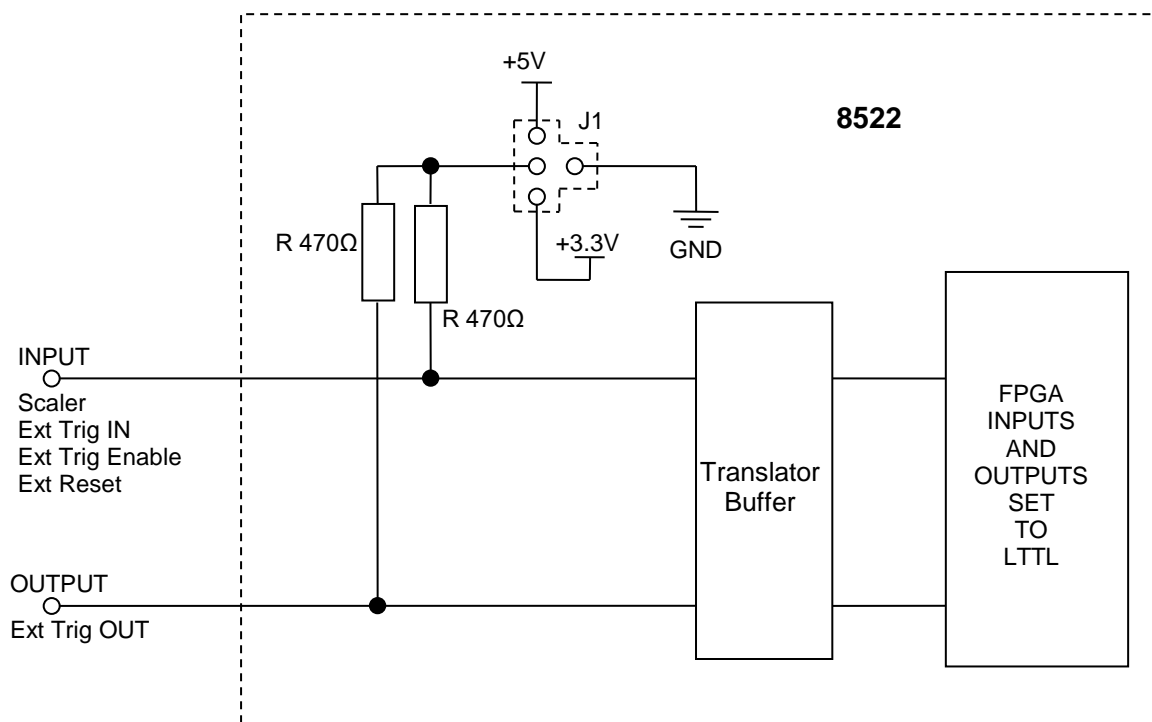 +5V
J1
8522
R 470Ω
+3.3V
GND
R 470Ω
INPUT
Scaler
Ext Trig IN
Ext Trig Enable
Ext Reset
Translator
Buffer
FPGA
INPUTS
AND
OUTPUTS
SET
TO
LTTL
OUTPUT
Ext Trig OUT